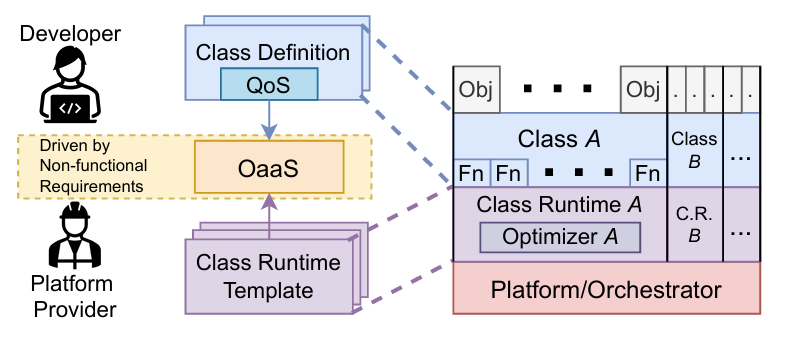 Developer
Class Definition
QoS
Driven by
Non-functional
Requirements
OaaS
Platform
Provider
Class Runtime
Template
Obj
Obj
. . . . .
Class A
Class
B
...
Fn
Fn
Fn
Class Runtime A
Optimizer A
C.R.
B
...
Platform/Orchestrator